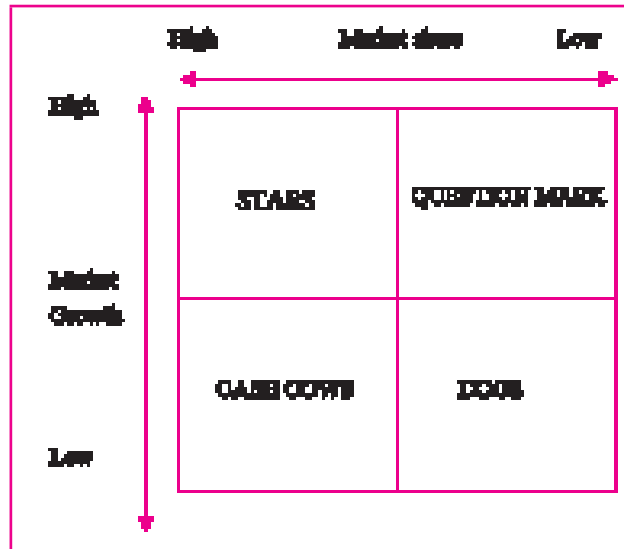 High Market share Low
High
STARS QUESTION MARK
Market
Growth
CASH COWS DOGS
Low